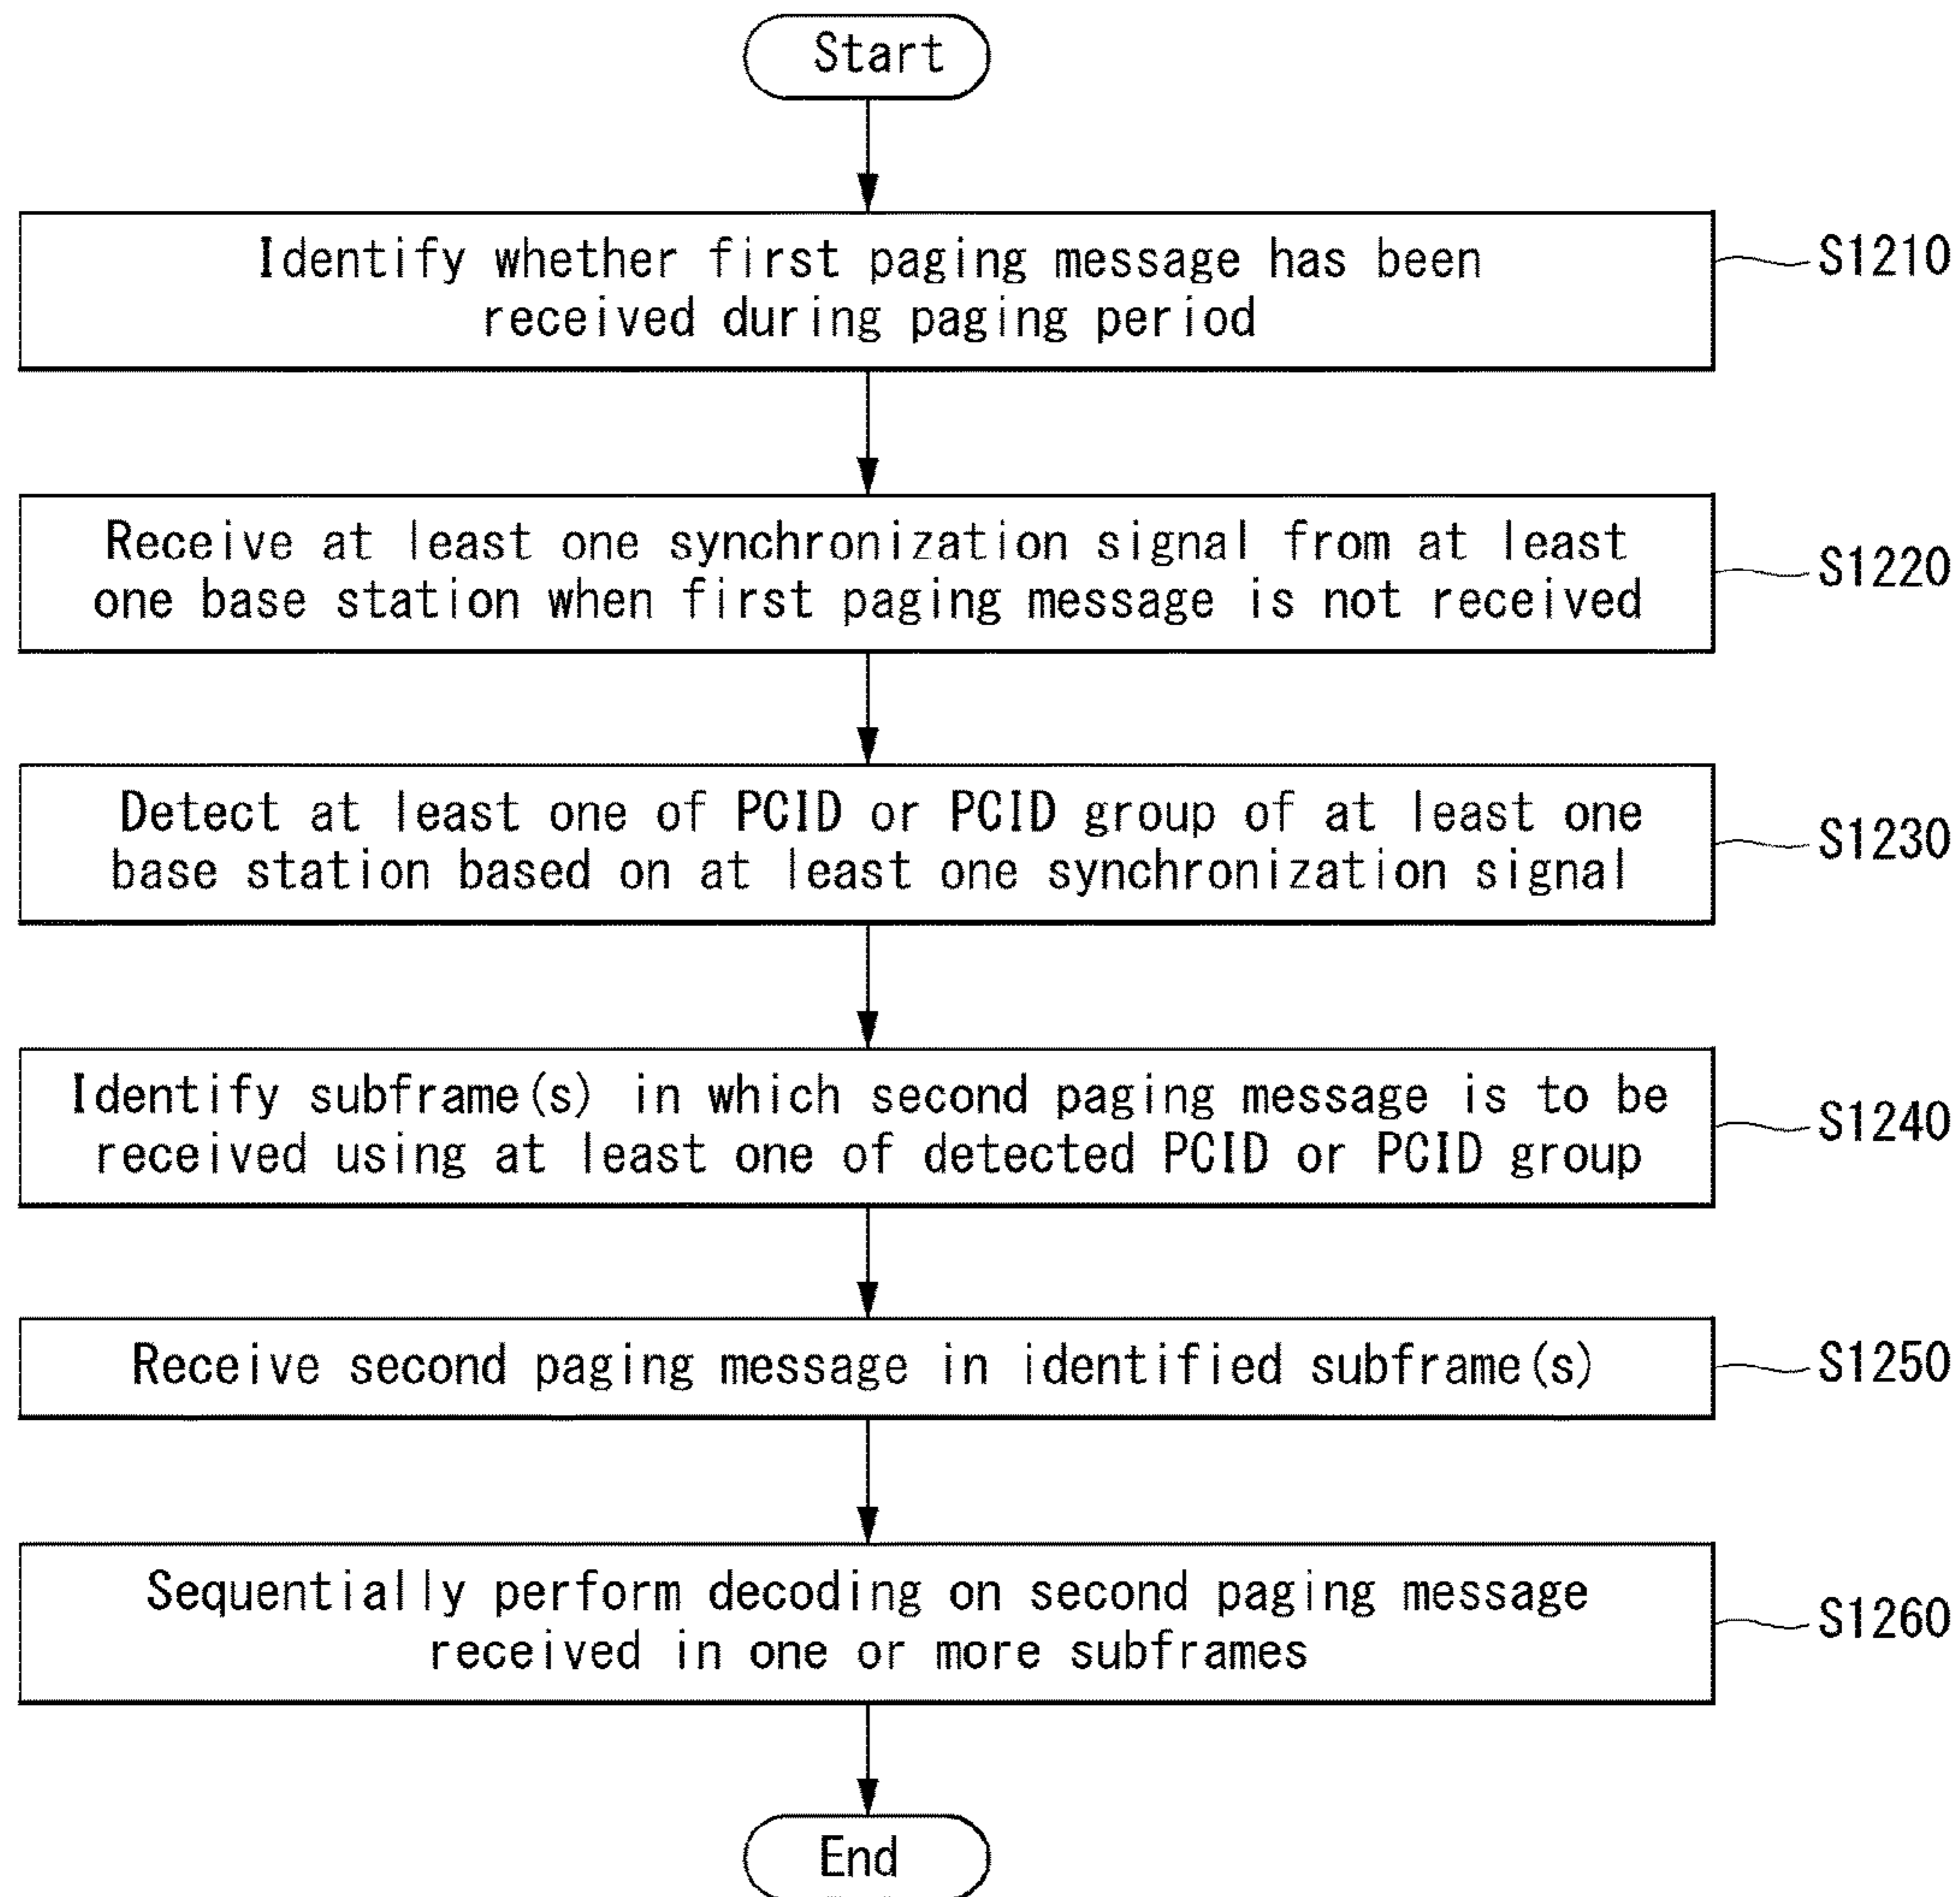 Start
Identify whether first paging message has been
received during paging period
S1210
Receive at least one synchronization signal from at least
one base station when first paging message is not received
S1220
Detect at least one of PCID or PCID group of at least one
base station based on at least one synchronization signal
S1230
Identify subframe(s) in which second paging message is to be
received using at least one of detected PCID or PCID group
S1240
Receive second paging message in identified subframe(s)
S1250
Sequentially perform decoding on second paging message
received in one or more subframes
S1260
End